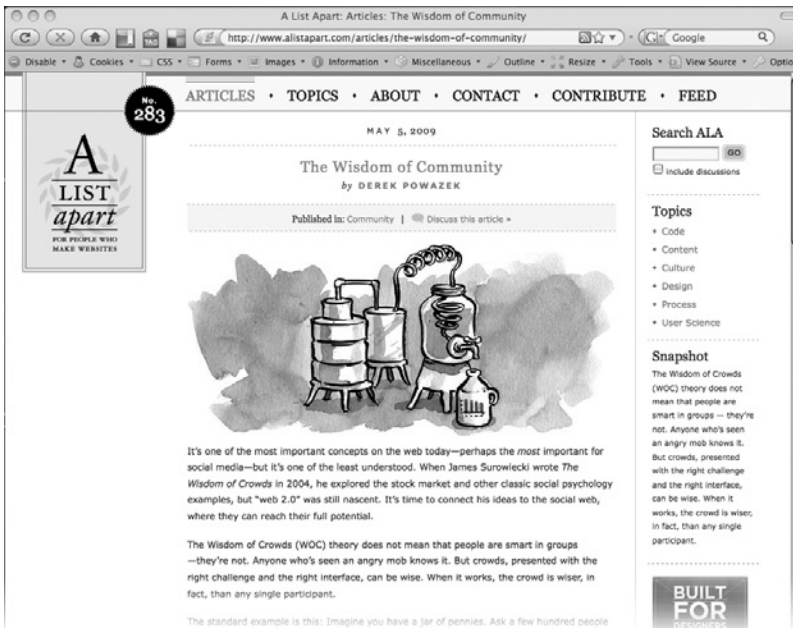 A List Apart: Articles: The Wisdom of Community
http://www.alistapart.com/articles/the-wisdom-of-community/
Google
Disable
Cookies
CSS
Forms
Images
Information
Miscellaneous
Outline
Resize
Tools
View Source
Optio
ARTICLES • TOPICS • ABOUT • CONTACT • CONTRIBUTE • FEED
No.
283
A
LIST
apart
FOR PEOPLE WHO
MAKE WEBSITES
MAY 5, 2009
The Wisdom of Community
by DEREK POWAZEK
Published in: Community | Discuss this article »
It's one of the most important concepts on the web today—perhaps the most important for
social media—but it's one of the least understood. When James Surowiecki wrote The
Wisdom of Crowds in 2004, he explored the stock market and other classic social psychology
examples, but "web 2.0" was still nascent. It's time to connect his ideas to the social web,
where they can reach their full potential.
The Wisdom of Crowds (WOC) theory does not mean that people are smart in groups
—they're not. Anyone who's seen an angry mob knows it. But crowds, presented with the
right challenge and the right interface, can be wise. When it works, the crowd is wiser, in
fact, than any single participant.
The standard example is this: Imagine you have a jar of pennies. Ask a few hundred people
Search ALA
GO
include discussions
Topics
+ Code
+ Content
+ Culture
+ Design
+ Process
+ User Science
Snapshot
The Wisdom of Crowds
(WOC) theory does not
mean that people are
smart in groups — they're
not. Anyone who's seen
an angry mob knows it.
But crowds, presented
with the right challenge
and the right interface,
can be wise. When it
works, the crowd is wiser,
in fact, than any single
participant.
BUILT
FOR
DESIGNERS